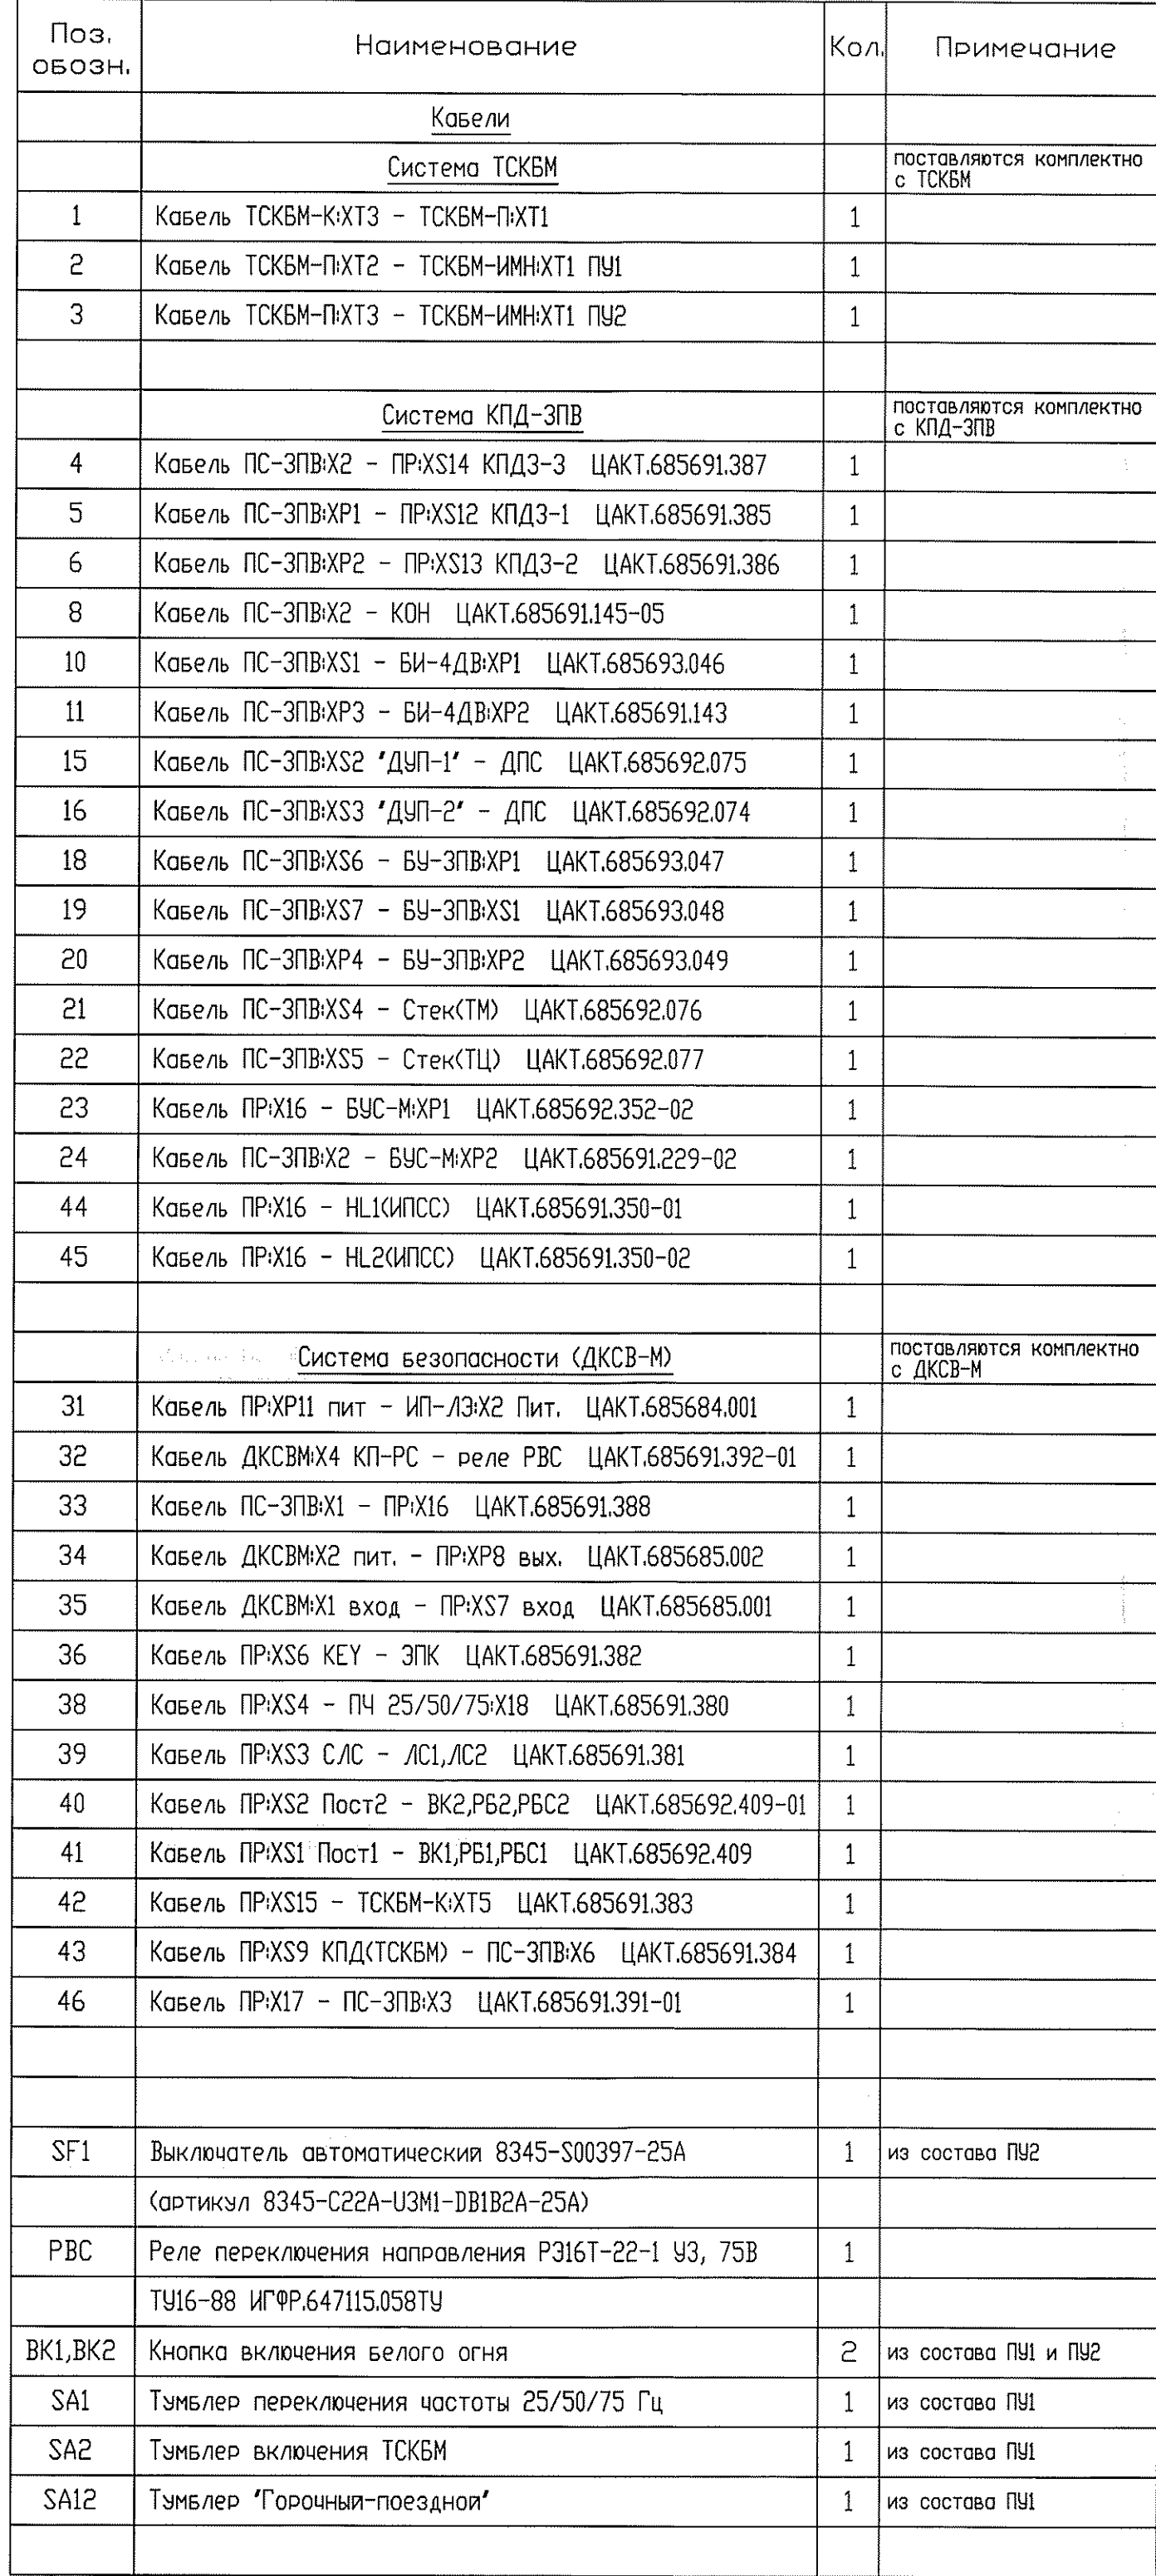 Поз. обозн. Наименование Кол. Примечание
Кабели
Система ТСКБМ поставляются комплектно с ТСКБМ
1 Кабель ТСКБМ-К:ХТ3 - ТСКБМ-П:ХТ1 1
2 Кабель ТСКБМ-П:ХТ2 - ТСКБМ-ИМН:ХТ1 ПУ1 1
3 Кабель ТСКБМ-П:ХТ3 - ТСКБМ-ИМН:ХТ1 ПУ2 1
Система КПД-3ПВ поставляются комплектно с КПД-3ПВ
4 Кабель ПС-3ПВ:Х2 - ПР:XS14 КПД3-3 ЦАКТ.685691.387 1
5 Кабель ПС-3ПВ:ХР1 - ПР:XS12 КПД3-1 ЦАКТ.685691.385 1
6 Кабель ПС-3ПВ:ХР2 - ПР:XS13 КПД3-2 ЦАКТ.685691.386 1
8 Кабель ПС-3ПВ:Х2 - КОН ЦАКТ.685691.145-05 1
10 Кабель ПС-3ПВ:XS1 - БИ-4ДВ:ХР1 ЦАКТ.685693.046 1
11 Кабель ПС-3ПВ:ХР3 - БИ-4ДВ:ХР2 ЦАКТ.685691.143 1
15 Кабель ПС-3ПВ:XS2 "ДУП-1" - ДПС ЦАКТ.685692.075 1
16 Кабель ПС-3ПВ:XS3 "ДУП-2" - ДПС ЦАКТ.685692.074 1
18 Кабель ПС-3ПВ:XS6 - БУ-3ПВ:ХР1 ЦАКТ.685693.047 1
19 Кабель ПС-3ПВ:XS7 - БУ-3ПВ:XS1 ЦАКТ.685693.048 1
20 Кабель ПС-3ПВ:ХР4 - БУ-3ПВ:ХР2 ЦАКТ.685693.049 1
21 Кабель ПС-3ПВ:XS4 - Стек(ТМ) ЦАКТ.685692.076 1
22 Кабель ПС-3ПВ:XS5 - Стек(ТЦ) ЦАКТ.685692.077 1
23 Кабель ПР:Х16 - БУС-М:ХР1 ЦАКТ.685692.352-02 1
24 Кабель ПС-3ПВ:Х2 - БУС-М:ХР2 ЦАКТ.685691.229-02 1
44 Кабель ПР:Х16 - HL1(ИПСС) ЦАКТ.685691.350-01 1
45 Кабель ПР:Х16 - HL2(ИПСС) ЦАКТ.685691.350-02 1
Система безопасности (ДКСВ-М) поставляются комплектно с ДКСВ-М
31 Кабель ПР:ХР11 пит - ИП-ЛЭ:Х2 Пит. ЦАКТ.685684.001 1
32 Кабель ДКСВМ:Х4 КП-РС - реле РВС ЦАКТ.685691.392-01 1
33 Кабель ПС-3ПВ:Х1 - ПР:Х16 ЦАКТ.685691.388 1
34 Кабель ДКСВМ:Х2 пит. - ПР:ХР8 вых. ЦАКТ.685685.002 1
35 Кабель ДКСВМ:Х1 вход - ПР:XS7 вход ЦАКТ.685685.001 1
36 Кабель ПР:XS6 KEY - ЭПК ЦАКТ.685691.382 1
38 Кабель ПР:XS4 - ПЧ 25/50/75:Х18 ЦАКТ.685691.380 1
39 Кабель ПР:XS3 СЛС - ЛС1,ЛС2 ЦАКТ.685691.381 1
40 Кабель ПР:XS2 Пост2 - ВК2,РБ2,РБС2 ЦАКТ.685692.409-01 1
41 Кабель ПР:XS1 Пост1 - ВК1,РБ1,РБС1 ЦАКТ.685692.409 1
42 Кабель ПР:XS15 - ТСКБМ-К:ХТ5 ЦАКТ.685691.383 1
43 Кабель ПР:XS9 КПД(ТСКБМ) - ПС-3ПВ:Х6 ЦАКТ.685691.384 1
46 Кабель ПР:Х17 - ПС-3ПВ:Х3 ЦАКТ.685691.391-01 1
SF1 Выключатель автоматический 8345-S00397-25А 1 из состава ПУ2
(артикул 8345-C22A-U3M1-DB1B2A-25A)
РВС Реле переключения направления РЭ16Т-22-1 У3, 75В 1
ТУ16-88 ИГФР.647115.058ТУ
ВК1,ВК2 Кнопка включения белого огня 2 из состава ПУ1 и ПУ2
SA1 Тумблер переключения частоты 25/50/75 Гц 1 из состава ПУ1
SA2 Тумблер включения ТСКБМ 1 из состава ПУ1
SA12 Тумблер "Горочный-поездной" 1 из состава ПУ1